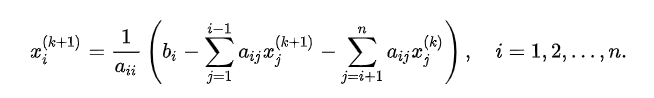 x_i^{(k+1)} = \frac{1}{a_{ii}} \left( b_i - \sum_{j=1}^{i-1} a_{ij} x_j^{(k+1)} - \sum_{j=i+1}^{n} a_{ij} x_j^{(k)} \right), \quad i = 1, 2, \ldots, n.